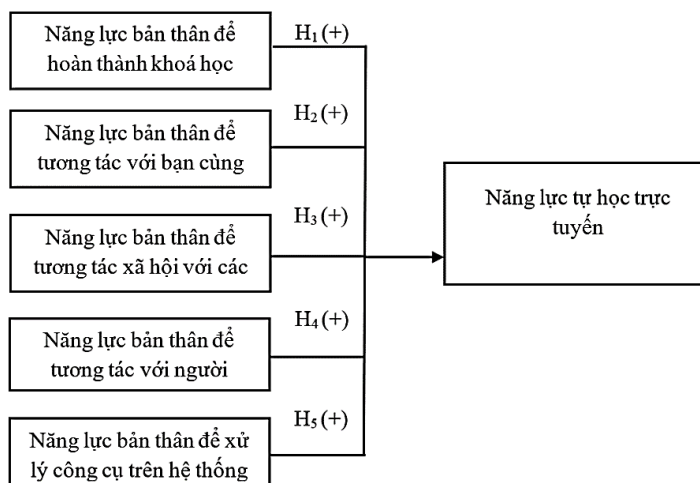 Năng lực bản thân để
hoàn thành khoá học
H₁ (+)
Năng lực bản thân để
tương tác với bạn cùng
H₂ (+)
Năng lực bản thân để
tương tác xã hội với các
H₃ (+)
Năng lực bản thân để
tương tác với người
H₄ (+)
Năng lực bản thân để xử
lý công cụ trên hệ thống
H₅ (+)
Năng lực tự học trực
tuyến